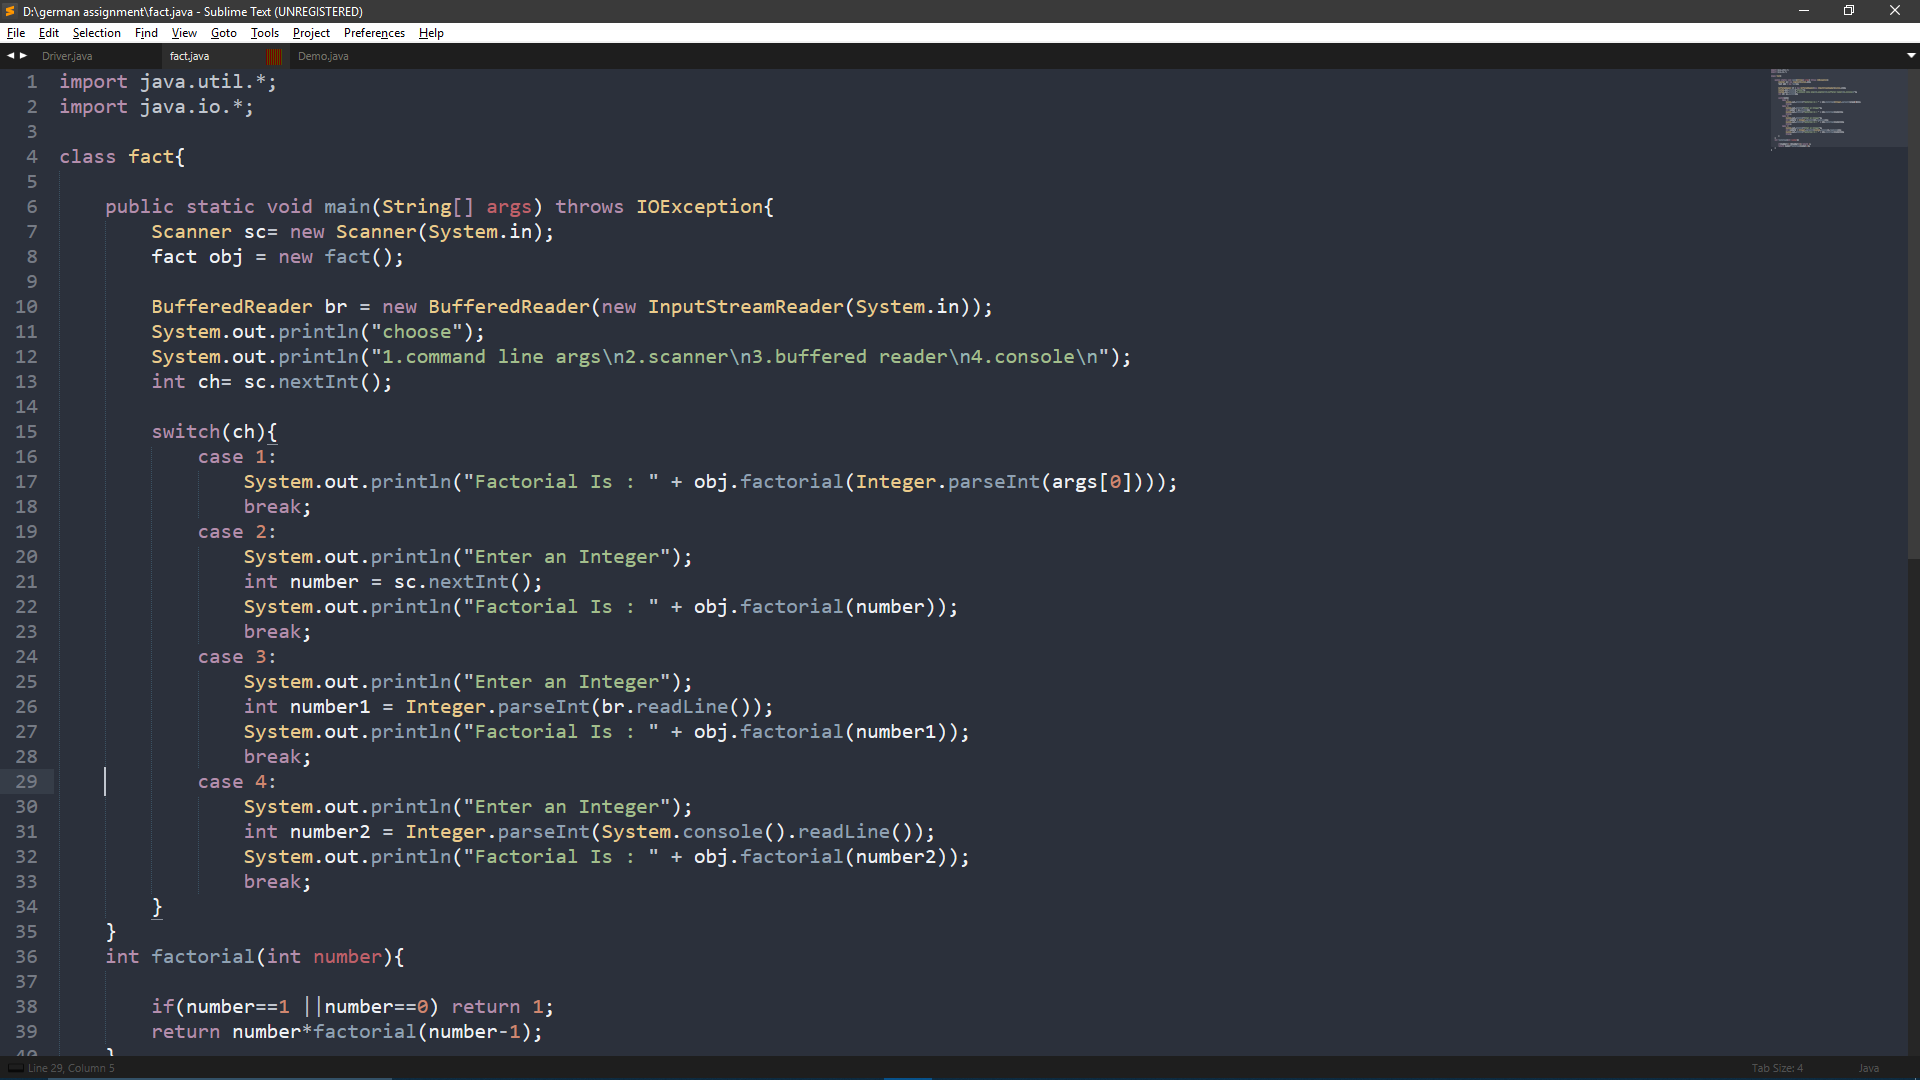 D:\german assignment\fact.java - Sublime Text (UNREGISTERED)
File Edit Selection Find View Goto Tools Project Preferences Help
Driver.java fact.java Demo.java
1 import java.util.*;
2 import java.io.*;
3
4 class fact{
5
6 public static void main(String[] args) throws IOException{
7 Scanner sc= new Scanner(System.in);
8 fact obj = new fact();
9
10 BufferedReader br = new BufferedReader(new InputStreamReader(System.in));
11 System.out.println("choose");
12 System.out.println("1.command line args\n2.scanner\n3.buffered reader\n4.console\n");
13 int ch= sc.nextInt();
14
15 switch(ch){
16 case 1:
17 System.out.println("Factorial Is : " + obj.factorial(Integer.parseInt(args[0])));
18 break;
19 case 2:
20 System.out.println("Enter an Integer");
21 int number = sc.nextInt();
22 System.out.println("Factorial Is : " + obj.factorial(number));
23 break;
24 case 3:
25 System.out.println("Enter an Integer");
26 int number1 = Integer.parseInt(br.readLine());
27 System.out.println("Factorial Is : " + obj.factorial(number1));
28 break;
29 case 4:
30 System.out.println("Enter an Integer");
31 int number2 = Integer.parseInt(System.console().readLine());
32 System.out.println("Factorial Is : " + obj.factorial(number2));
33 break;
34 }
35 }
36 int factorial(int number){
37
38 if(number==1 ||number==0) return 1;
39 return number*factorial(number-1);
40 }
Line 29, Column 5 Tab Size: 4 Java